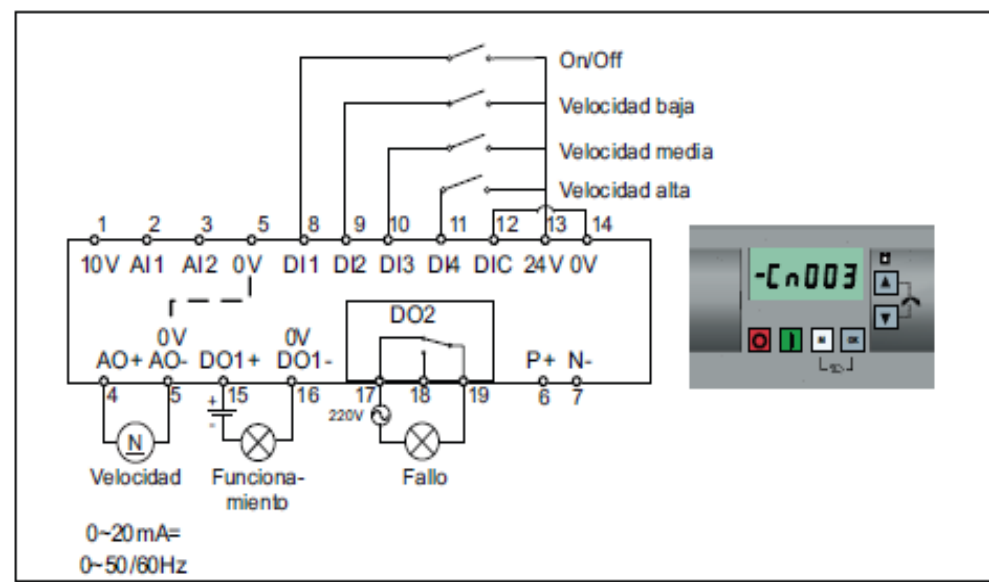 On/Off
Velocidad baja
Velocidad media
Velocidad alta
1 2 3 5 8 9 10 11 12 13 14
10V AI1 AI2 0V DI1 DI2 DI3 DI4 DIC 24V 0V
-Cn003
M OK
DO2
0V 0V
AO+ AO- DO1+ DO1- P+ N-
4 5 15 16 17 18 19 6 7
+
-
220V
N
Velocidad Funciona- Fallo
miento
0~20mA=
0~50/60Hz